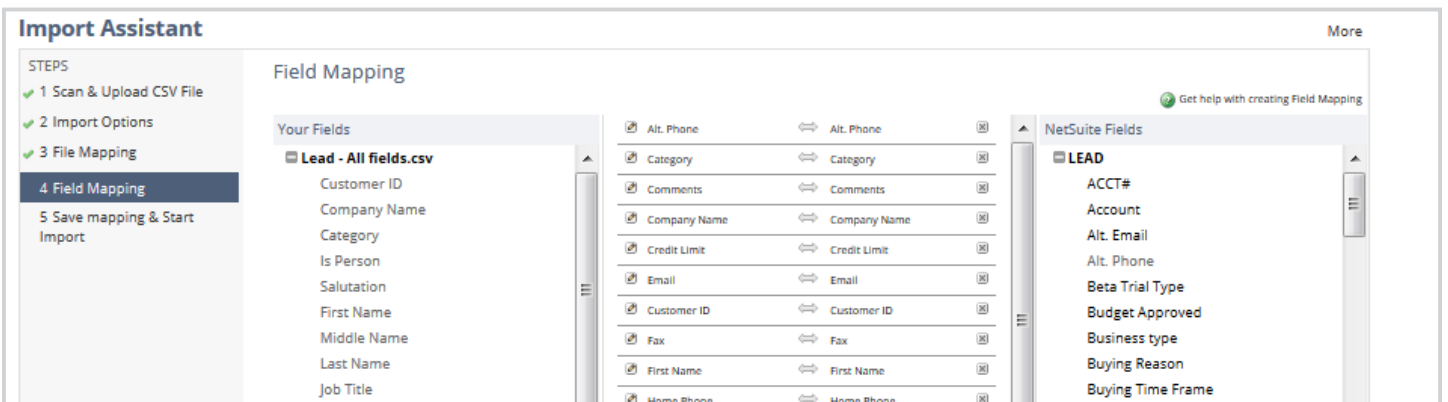 Import Assistant
More
STEPS
1 Scan & Upload CSV File
2 Import Options
3 File Mapping
4 Field Mapping
5 Save mapping & Start
Import
Field Mapping
Get help with creating Field Mapping
Your Fields
Lead - All fields.csv
Customer ID
Company Name
Category
Is Person
Salutation
First Name
Middle Name
Last Name
Job Title
Alt. Phone Alt. Phone
Category Category
Comments Comments
Company Name Company Name
Credit Limit Credit Limit
Email Email
Customer ID Customer ID
Fax Fax
First Name First Name
Home Phone Home Phone
NetSuite Fields
LEAD
ACCT#
Account
Alt. Email
Alt. Phone
Beta Trial Type
Budget Approved
Business type
Buying Reason
Buying Time Frame